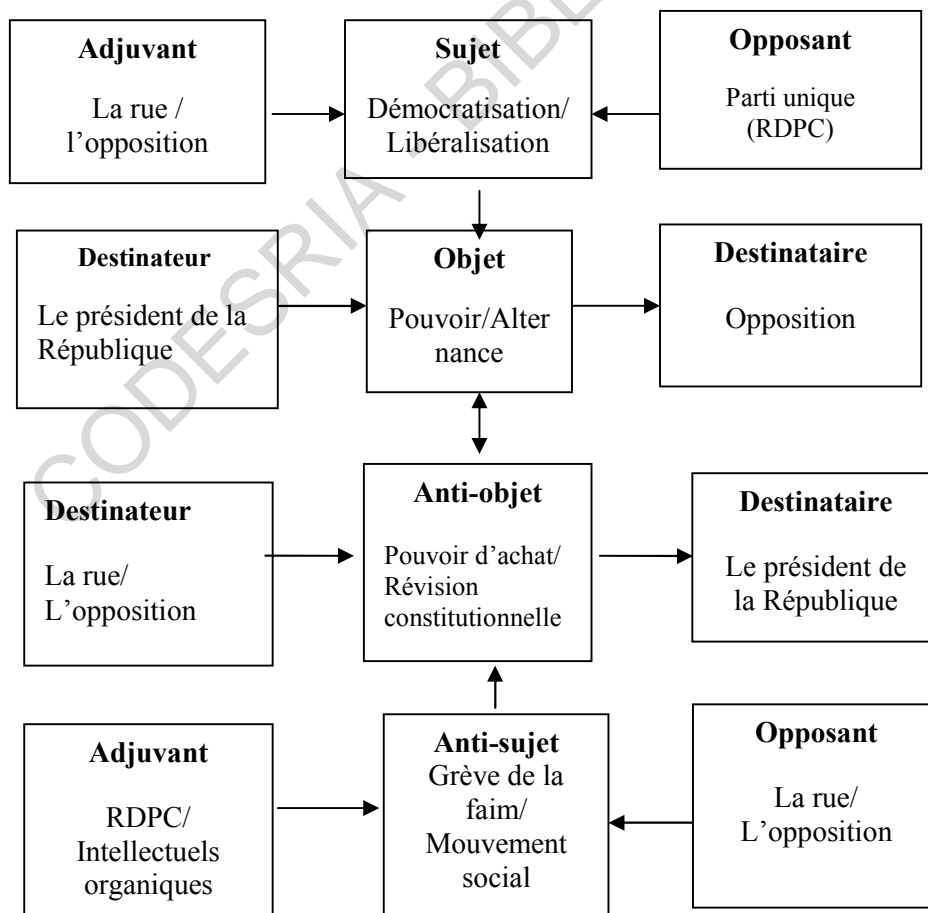 Adjuvant
La rue /
l'opposition
Sujet
Démocratisation/
Libéralisation
Opposant
Parti unique
(RDPC)
Destinateur
Le président de la
République
Objet
Pouvoir/Alter
nance
Destinataire
Opposition
Destinateur
La rue/
L'opposition
Anti-objet
Pouvoir d'achat/
Révision
constitutionnelle
Destinataire
Le président de
la République
Adjuvant
RDPC/
Intellectuels
organiques
Anti-sujet
Grève de la
faim/
Mouvement
social
Opposant
La rue/
L'opposition
CODESRIA - BIB